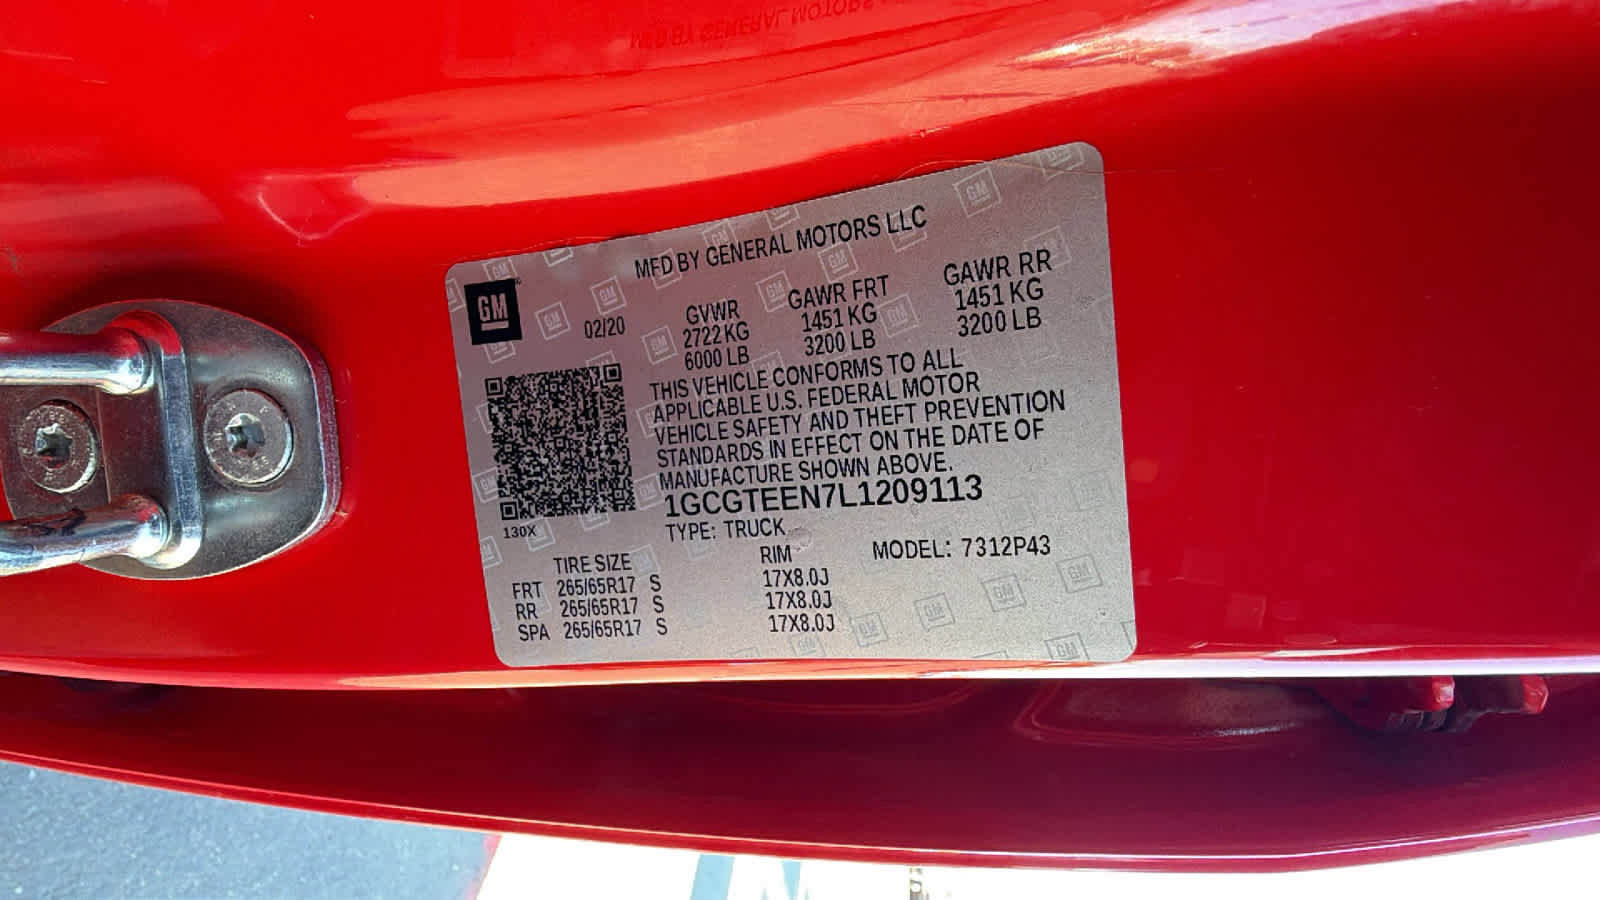 MFD BY GENERAL MOTORS LLC
GM
02/20
GVWR GAWR FRT GAWR RR
2722 KG 1451 KG 1451 KG
6000 LB 3200 LB 3200 LB
THIS VEHICLE CONFORMS TO ALL
APPLICABLE U.S. FEDERAL MOTOR
VEHICLE SAFETY AND THEFT PREVENTION
STANDARDS IN EFFECT ON THE DATE OF
MANUFACTURE SHOWN ABOVE.
1GCGTEEN7L1209113
130X
TYPE: TRUCK
MODEL: 7312P43
TIRE SIZE RIM
FRT 265/65R17 S 17X8.0J
RR 265/65R17 S 17X8.0J
SPA 265/65R17 S 17X8.0J